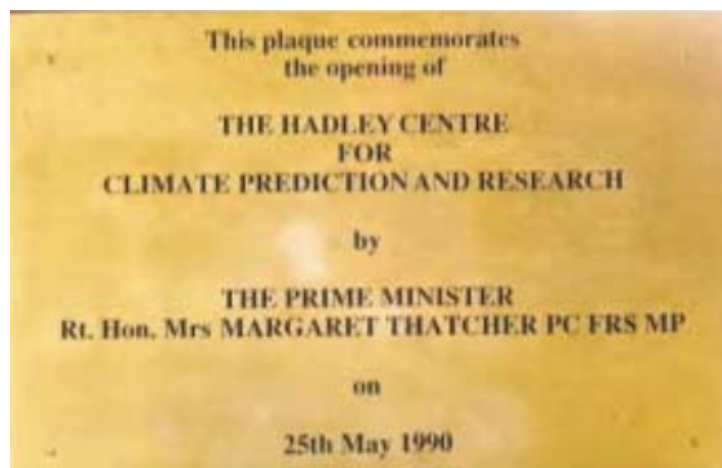 This plaque commemorates
the opening of
THE HADLEY CENTRE
FOR
CLIMATE PREDICTION AND RESEARCH
by
THE PRIME MINISTER
Rt. Hon. Mrs MARGARET THATCHER PC FRS MP
on
25th May 1990